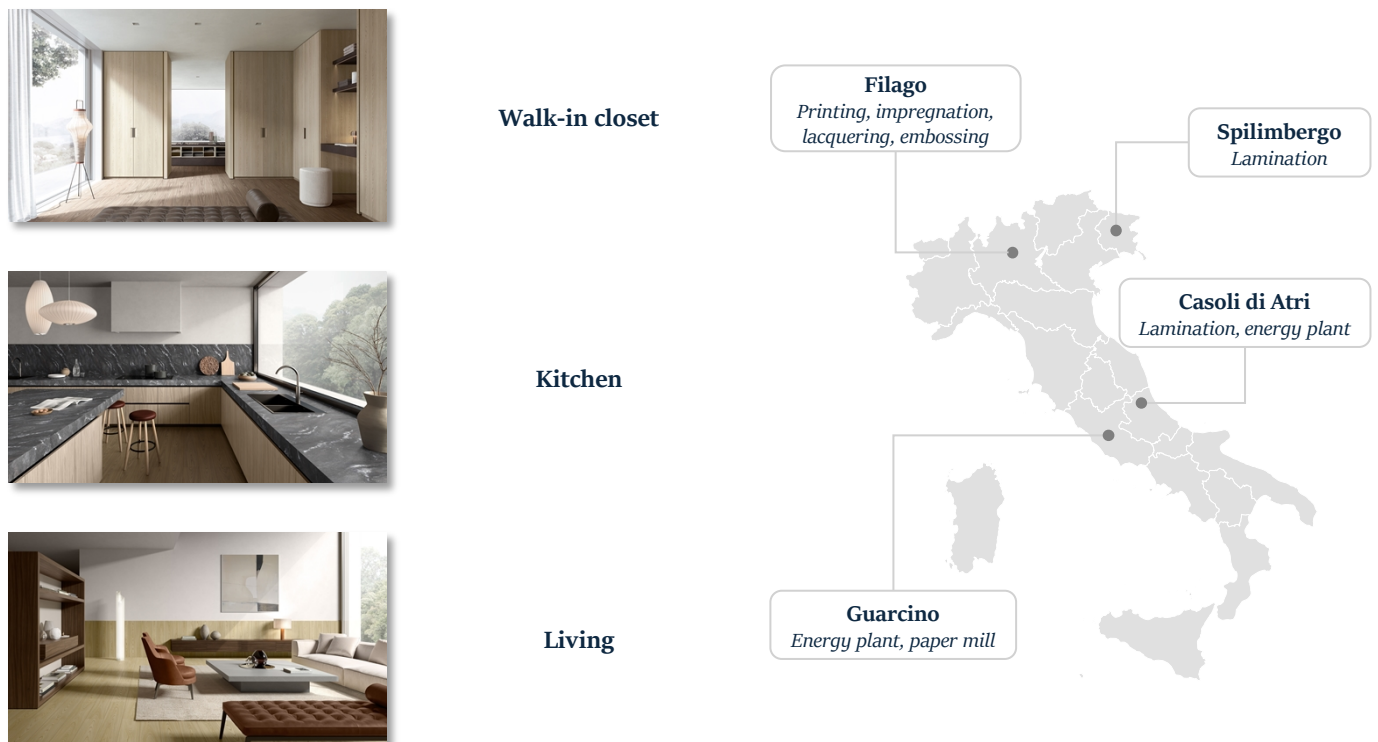 Walk-in closet
Kitchen
Living
Filago
Printing, impregnation,
lacquering, embossing
Spilimbergo
Lamination
Casoli di Atri
Lamination, energy plant
Guarcino
Energy plant, paper mill